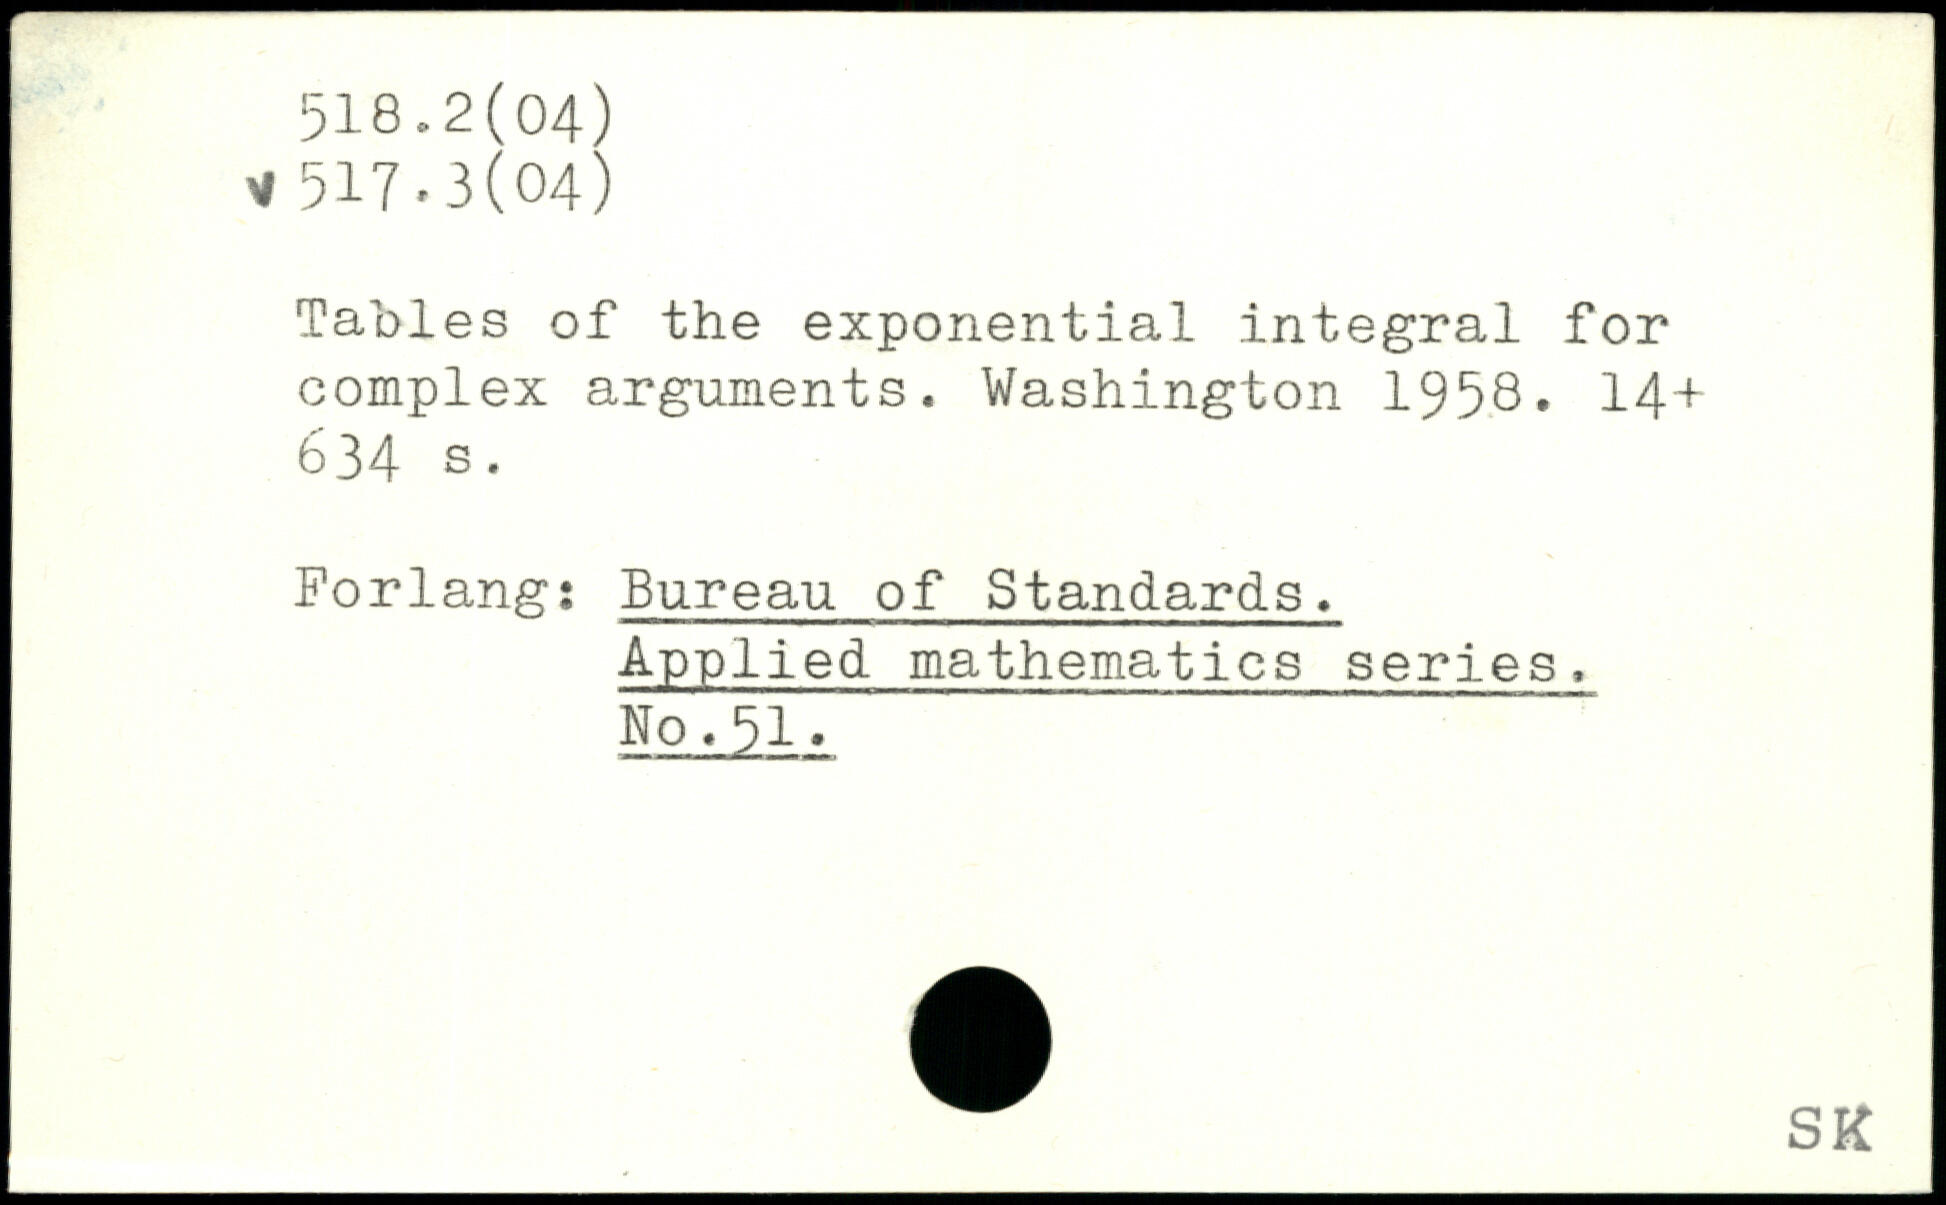 518.2(04)
v 517.3(04)
Tables of the exponential integral for
complex arguments. Washington 1958. 14+
634 s.
Forlang: Bureau of Standards.
Applied mathematics series.
No.51.
SK